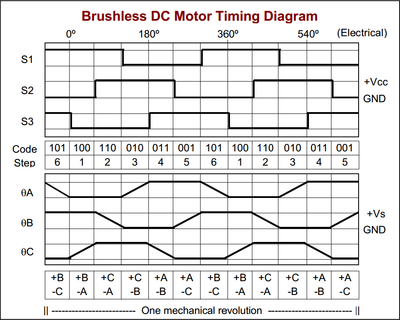 Brushless DC Motor Timing Diagram
0º 180º 360º 540º (Electrical)
S1
S2
+Vcc
GND
S3
Code 101 100 110 010 011 001 101 100 110 010 011 001
Step 6 1 2 3 4 5 6 1 2 3 4 5
θA
θB
+Vs
GND
θC
+B +B +C +C +A +A +B +B +C +C +A +A
-C -A -A -B -B -C -C -A -A -B -B -C
|| ---------------------- One mechanical revolution ---------------------- ||